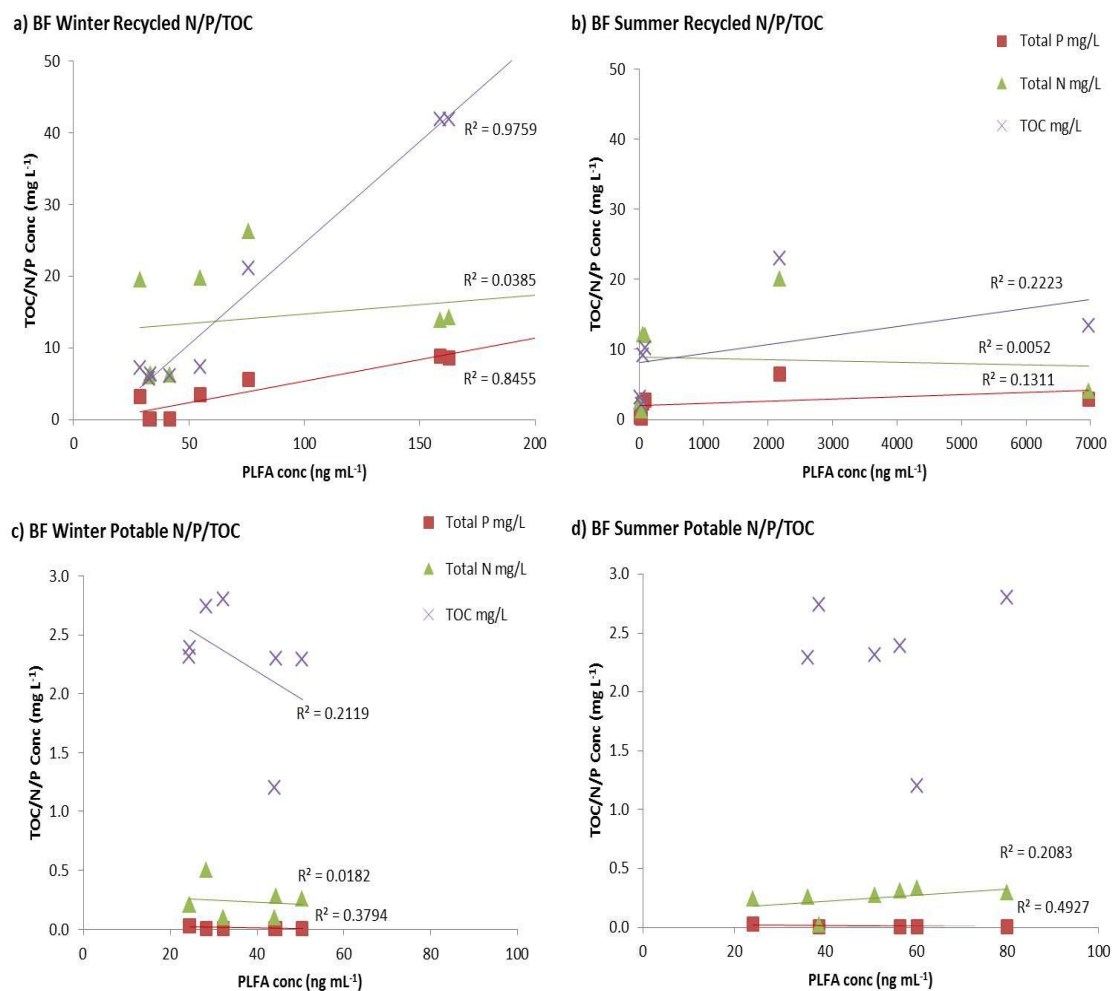 a) BF Winter Recycled N/P/TOC
50
40
30
20
10
0
0
50
100
150
200
R² = 0.9759
R² = 0.0385
R² = 0.8455
TOC/N/P Conc (mg L⁻¹)
PLFA conc (ng mL⁻¹)
b) BF Summer Recycled N/P/TOC
Total P mg/L
Total N mg/L
TOC mg/L
50
40
30
20
10
0
0
1000
2000
3000
4000
5000
6000
7000
R² = 0.2223
R² = 0.0052
R² = 0.1311
TOC/N/P Conc (mg L⁻¹)
PLFA conc (ng mL⁻¹)
c) BF Winter Potable N/P/TOC
Total P mg/L
Total N mg/L
TOC mg/L
3.0
2.5
2.0
1.5
1.0
0.5
0.0
0
20
40
60
80
100
R² = 0.2119
R² = 0.0182
R² = 0.3794
TOC/N/P Conc (mg L⁻¹)
PLFA conc (ng mL⁻¹)
d) BF Summer Potable N/P/TOC
3.0
2.5
2.0
1.5
1.0
0.5
0.0
0
20
40
60
80
100
R² = 0.2083
R² = 0.4927
TOC/N/P Conc (mg L⁻¹)
PLFA conc (ng mL⁻¹)